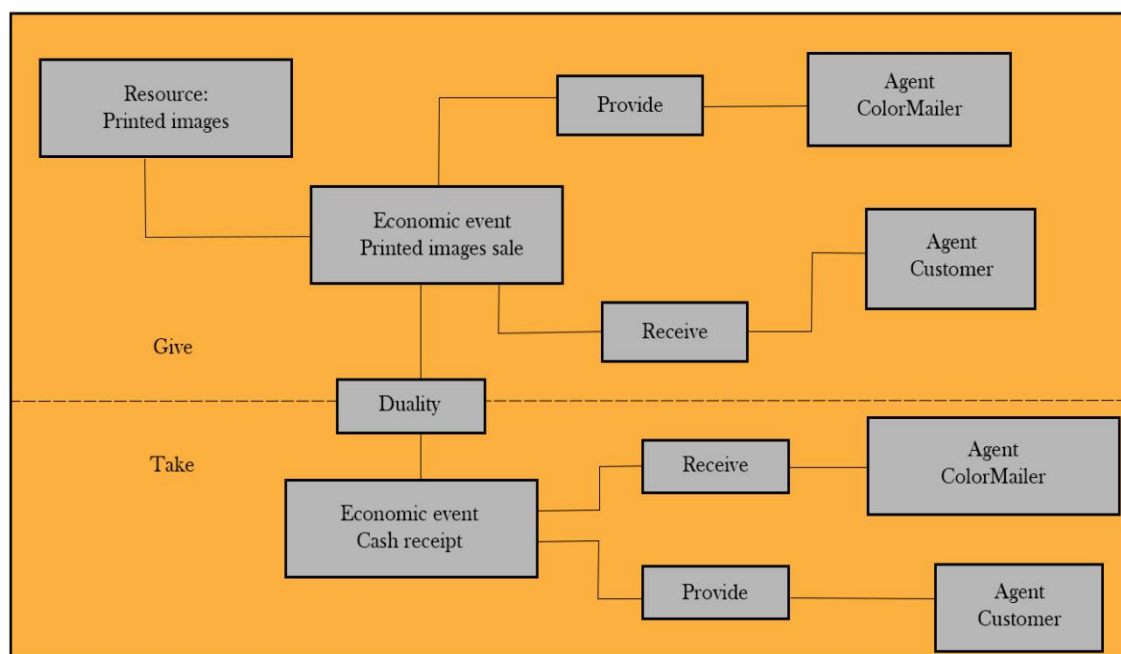 Resource:
Printed images
Provide
Agent
ColorMailer
Economic event
Printed images sale
Agent
Customer
Receive
Give
Duality
Take
Receive
Agent
ColorMailer
Economic event
Cash receipt
Provide
Agent
Customer